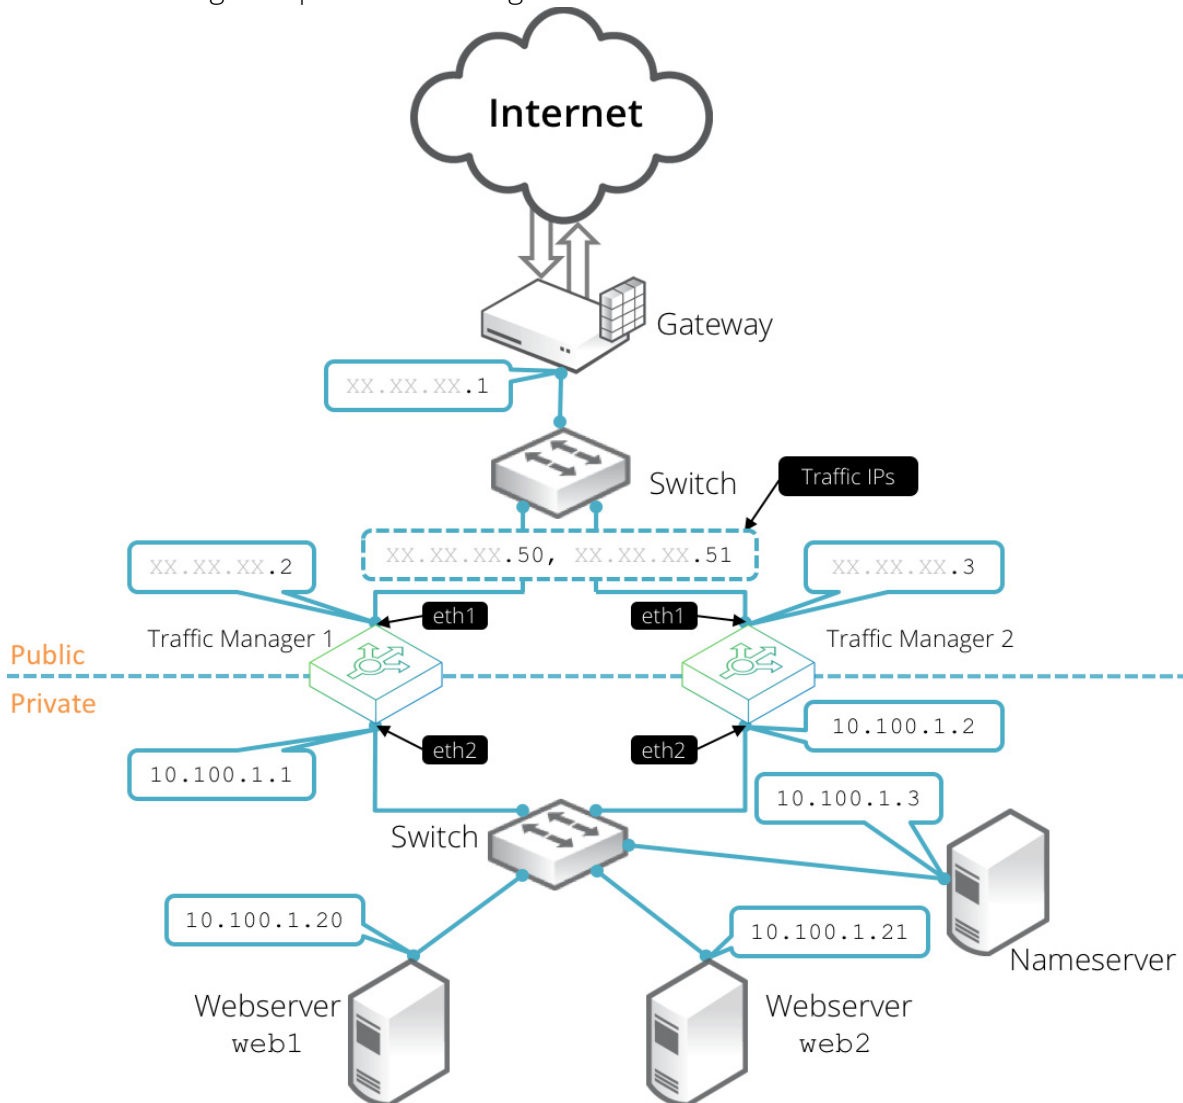 Internet
Gateway
XX.XX.XX.1
Switch
Traffic IPs
XX.XX.XX.50, XX.XX.XX.51
XX.XX.XX.2
XX.XX.XX.3
eth1
eth1
Traffic Manager 1
Traffic Manager 2
Public
Private
10.100.1.2
eth2
eth2
10.100.1.1
10.100.1.3
Switch
10.100.1.20
10.100.1.21
Nameserver
Webserver
web1
Webserver
web2